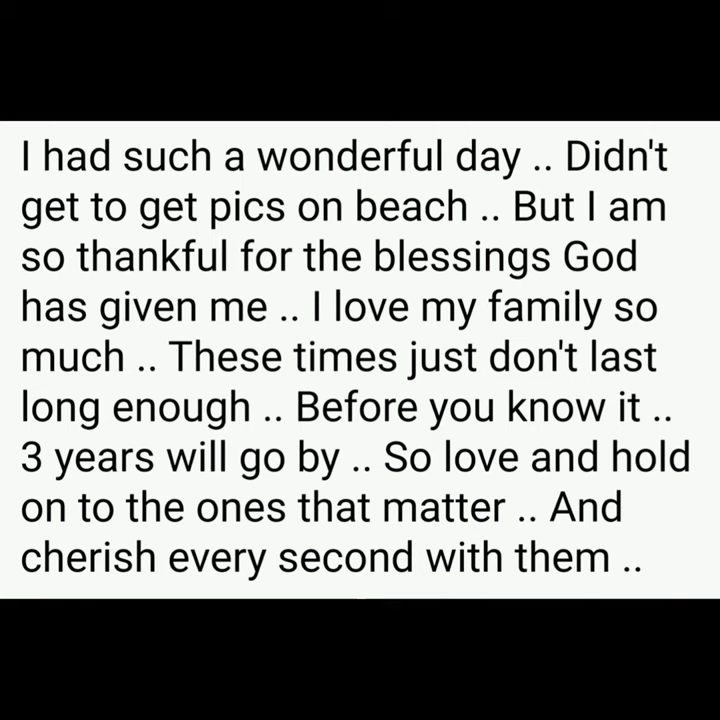 I had such a wonderful day .. Didn't
get to get pics on beach .. But I am
so thankful for the blessings God
has given me .. I love my family so
much .. These times just don't last
long enough .. Before you know it ..
3 years will go by .. So love and hold
on to the ones that matter .. And
cherish every second with them ..